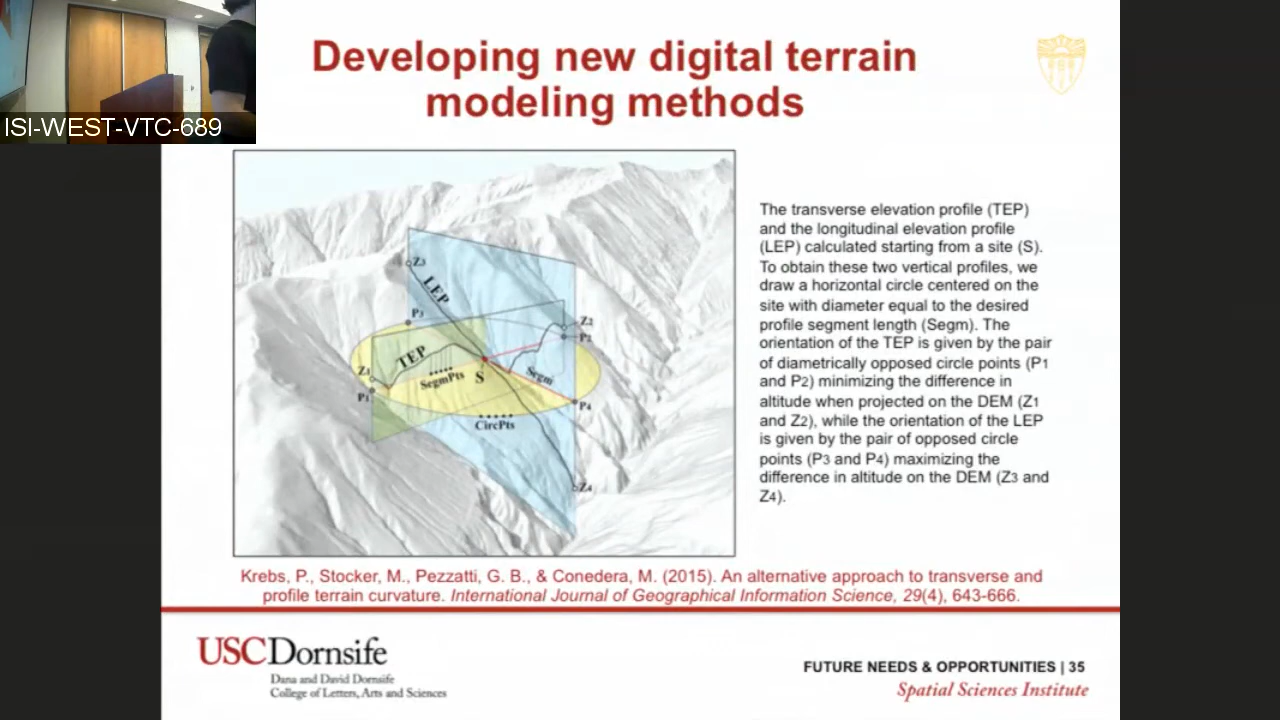 Developing new digital terrain
modeling methods
ISI-WEST-VTC-689
The transverse elevation profile (TEP)
and the longitudinal elevation profile
(LEP) calculated starting from a site (S).
To obtain these two vertical profiles, we
draw a horizontal circle centered on the
site with diameter equal to the desired
profile segment length (Segm). The
orientation of the TEP is given by the pair
of diametrically opposed circle points (P1
and P2) minimizing the difference in
altitude when projected on the DEM (Z1
and Z2), while the orientation of the LEP
is given by the pair of opposed circle
points (P3 and P4) maximizing the
difference in altitude on the DEM (Z3 and
Z4).
Z3
LEP
P3
Z2
P2
TEP
Z1
SegmPts
S
Segm
P1
P4
CircPts
Z4
Krebs, P., Stocker, M., Pezzatti, G. B., & Conedera, M. (2015). An alternative approach to transverse and
profile terrain curvature. International Journal of Geographical Information Science, 29(4), 643-666.
USC Dornsife
Dana and David Dornsife
College of Letters, Arts and Sciences
FUTURE NEEDS & OPPORTUNITIES | 35
Spatial Sciences Institute